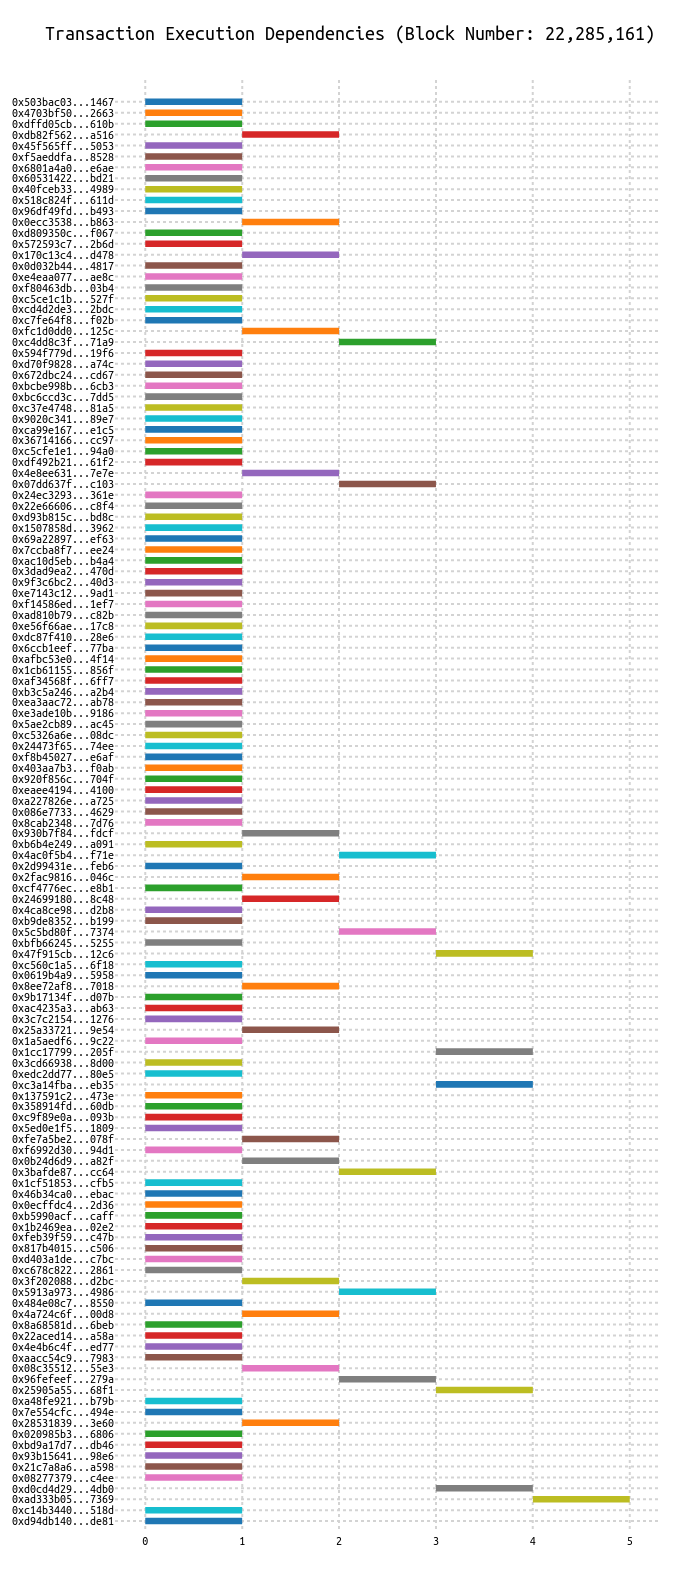 Transaction Execution Dependencies (Block Number: 22,285,161)
0x503bac03...1467
0x4703bf50...2663
0xdffd05cb...610b
0xdb82f562...a516
0x45f565ff...5053
0xf5aeddfa...8528
0x6801a4a0...e6ae
0x60531422...bd21
0x40fceb33...4989
0x518c824f...611d
0x96df49fd...b493
0x0ecc3538...b863
0xd809350c...f067
0x572593c7...2b6d
0x170c13c4...d478
0x0d032b44...4817
0xe4eaa077...ae8c
0xf80463db...03b4
0xc5ce1c1b...527f
0xcd4d2de3...2bdc
0xc7fe64f8...f02b
0xfc1d0dd0...125c
0xc4dd8c3f...71a9
0x594f779d...19f6
0xd70f9828...a74c
0x672dbc24...cd67
0xbcbe998b...6cb3
0xbc6ccd3c...7dd5
0xc37e4748...81a5
0x9020c341...89e7
0xca99e167...e1c5
0x36714166...cc97
0xc5cfe1e1...94a0
0xdf492b21...61f2
0x4e8ee631...7e7e
0x07dd637f...c103
0x24ec3293...361e
0x22e66606...c8f4
0xd93b815c...bd8c
0x1507858d...3962
0x69a22897...ef63
0x7ccba8f7...ee24
0xac10d5eb...b4a4
0x3dad9ea2...470d
0x9f3c6bc2...40d3
0xe7143c12...9ad1
0xf14586ed...1ef7
0xad810b79...c82b
0xe56f66ae...17c8
0xdc87f410...28e6
0x6ccb1eef...77ba
0xafbc53e0...4f14
0x1cb61155...856f
0xaf34568f...6ff7
0xb3c5a246...a2b4
0xea3aac72...ab78
0xe3ade10b...9186
0x5ae2cb89...ac45
0xc5326a6e...08dc
0x24473f65...74ee
0xf8b45027...e6af
0x403aa7b3...f0ab
0x920f856c...704f
0xeaee4194...4100
0xa227826e...a725
0x086e7733...4629
0x8cab2348...7d76
0x930b7f84...fdcf
0xb6b4e249...a091
0x4ac0f5b4...f71e
0x2d99431e...feb6
0x2fac9816...046c
0xcf4776ec...e8b1
0x24699180...8c48
0x4ca8ce98...d2b8
0xb9de8352...b199
0x5c5bd80f...7374
0xbfb66245...5255
0x47f915cb...12c6
0xc560c1a5...6f18
0x0619b4a9...5958
0x8ee72af8...7018
0x9b17134f...d07b
0xac4235a3...ab63
0x3c7c2154...1276
0x25a33721...9e54
0x1a5aedf6...9c22
0x1cc17799...205f
0x3cd66938...8d00
0xedc2dd77...80e5
0xc3a14fba...eb35
0x137591c2...473e
0x358914fd...60db
0xc9f89e0a...093b
0x5ed0e1f5...1809
0xfe7a5be2...078f
0xf6992d30...94d1
0x0b24d6d9...a82f
0x3bafde87...cc64
0x1cf51853...cfb5
0x46b34ca0...ebac
0x0ecffdc4...2d36
0xb5990acf...caff
0x1b2469ea...02e2
0xfeb39f59...c47b
0x817b4015...c506
0xd403a1de...c7bc
0xc678c822...2861
0x3f202088...d2bc
0x5913a973...4986
0x484e08c7...8550
0x4a724c6f...00d8
0x8a68581d...6beb
0x22aced14...a58a
0x4e4b6c4f...ed77
0xaacc54c9...7983
0x08c35512...55e3
0x96fefeef...279a
0x25905a55...68f1
0xa48fe921...b79b
0x7e554cfc...494e
0x28531839...3e60
0x020985b3...6806
0xbd9a17d7...db46
0x93b15641...98e6
0x21c7a8a6...a598
0x08277379...c4ee
0xd0cd4d29...4db0
0xad333b05...7369
0xc14b3440...518d
0xd94db140...de81
0 1 2 3 4 5